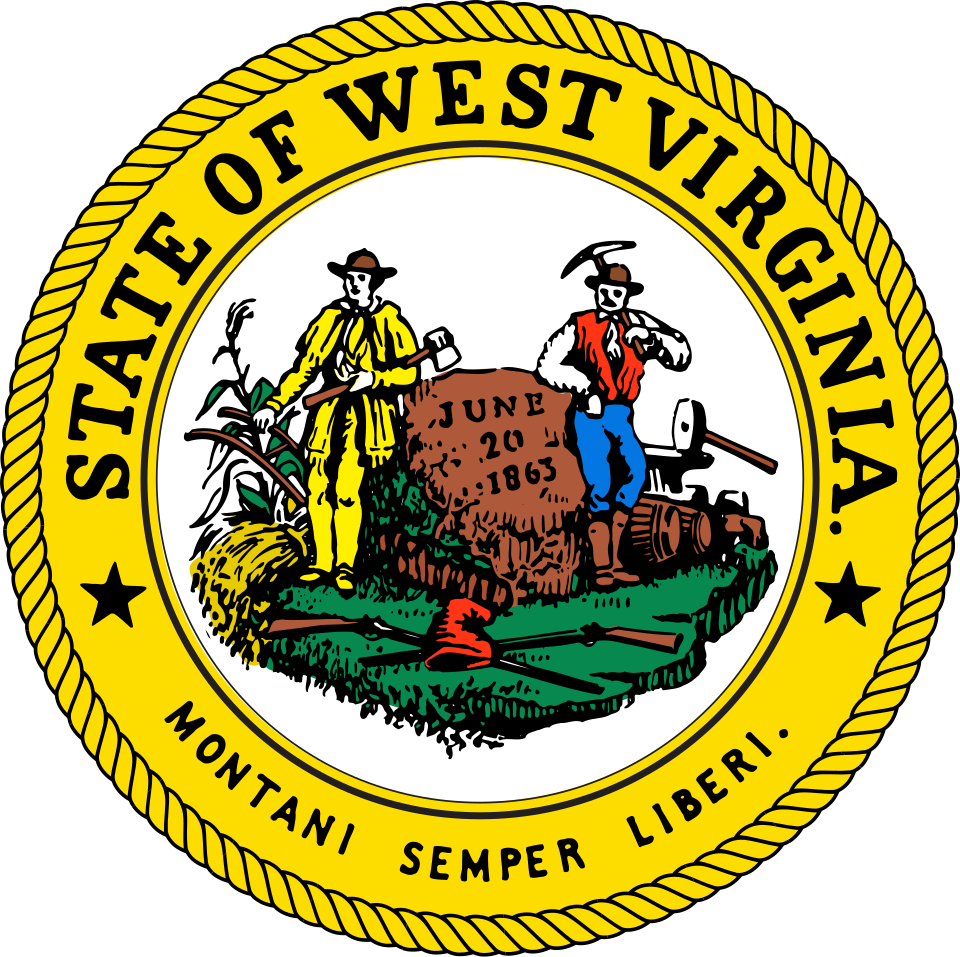 STATE OF WEST VIRGINIA.
JUNE
20
1863
MONTANI SEMPER LIBERI.